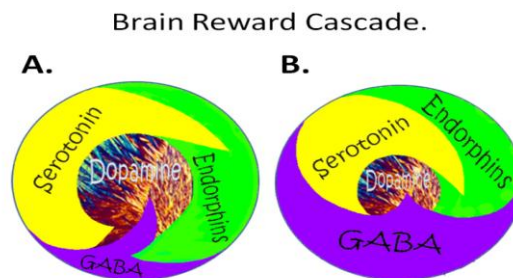 Brain Reward Cascade.
A.
B.
Serotonin
Dopamine
Endorphins
GABA
Serotonin
Endorphins
Dopamine
GABA